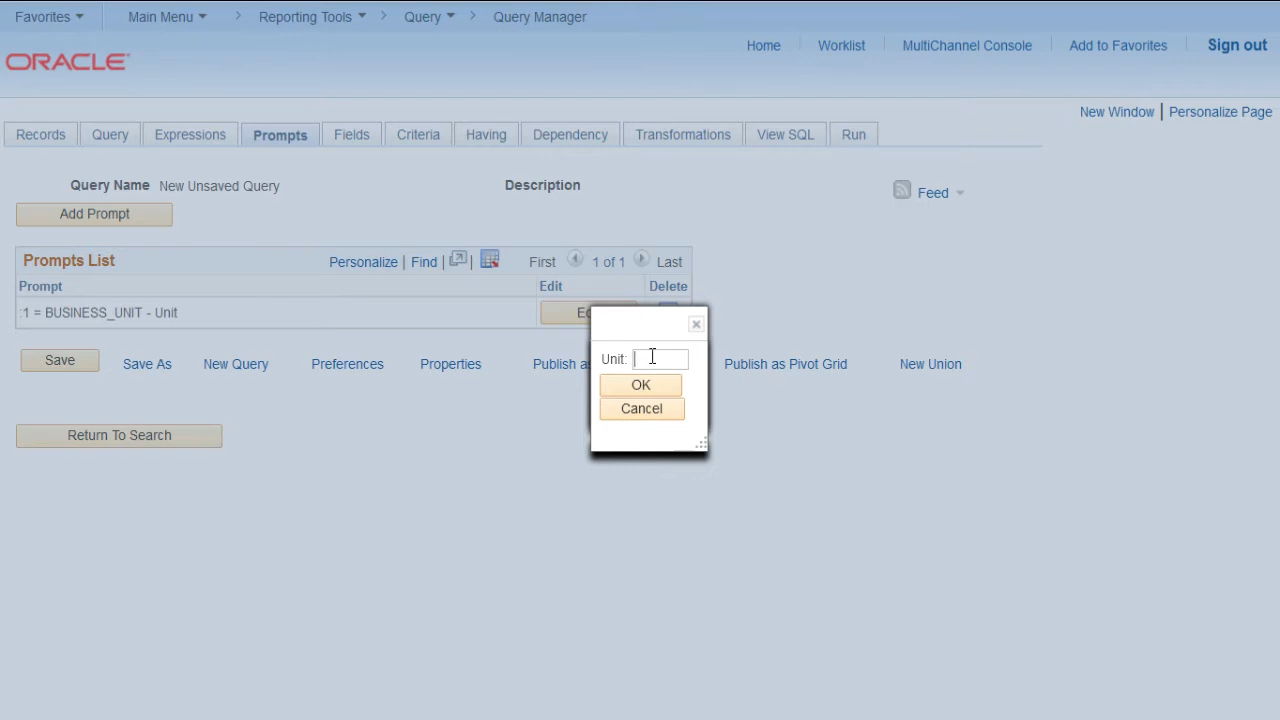 Favorites Main Menu > Reporting Tools > Query > Query Manager
Home Worklist MultiChannel Console Add to Favorites Sign out
ORACLE
New Window | Personalize Page
Records Query Expressions Prompts Fields Criteria Having Dependency Transformations View SQL Run
Query Name New Unsaved Query Description
Feed
Add Prompt
Prompts List Personalize | Find | | First 1 of 1 Last
Prompt Edit Delete
:1 = BUSINESS_UNIT - Unit
Unit:
Save Save As New Query Preferences Properties Publish Publish as Pivot Grid New Union
OK
Cancel
Return To Search